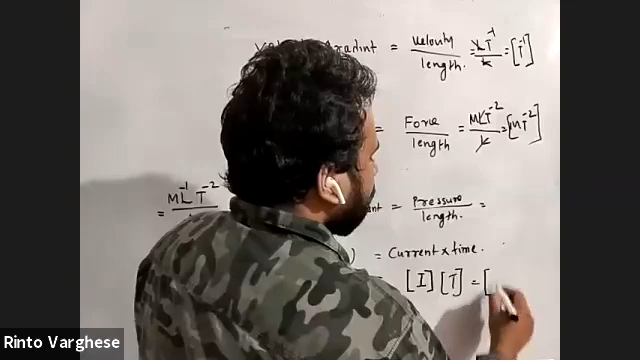 = Velocity / length. = LT⁻¹ / L = [T⁻¹]
= Force / length = MLT⁻² / L = [MT⁻²]
= ML⁻¹T⁻²
= Pressure / length. =
= Current × time.
[I] [T] = [
Rinto Varghese